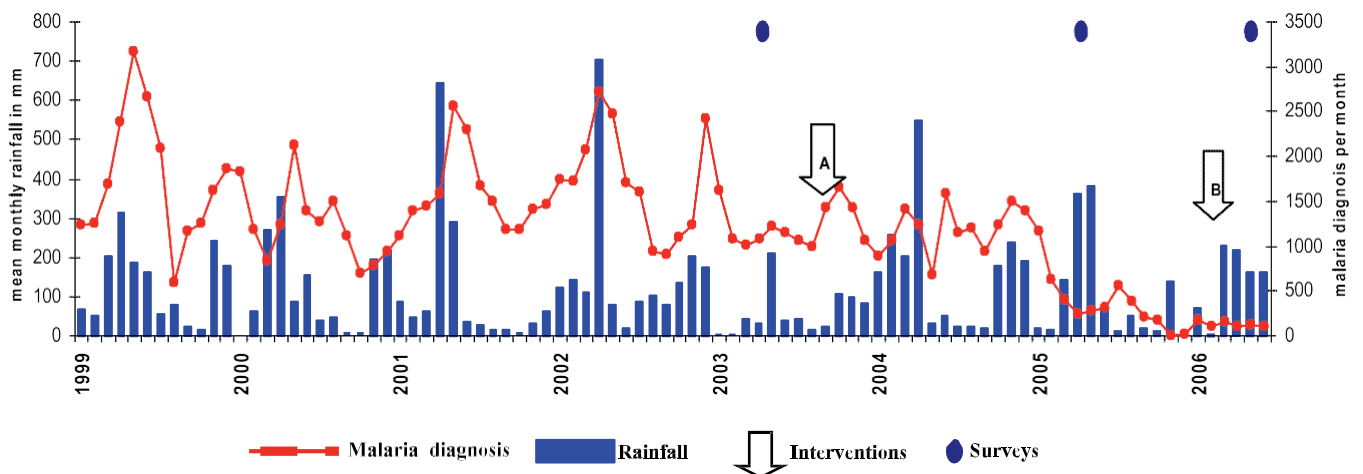 800
700
600
500
400
300
200
100
0
mean monthly rainfall in mm
3500
3000
2500
2000
1500
1000
500
0
malaria diagnosis per month
A
B
1999 2000 2001 2002 2003 2004 2005 2006
Malaria diagnosis Rainfall Interventions Surveys